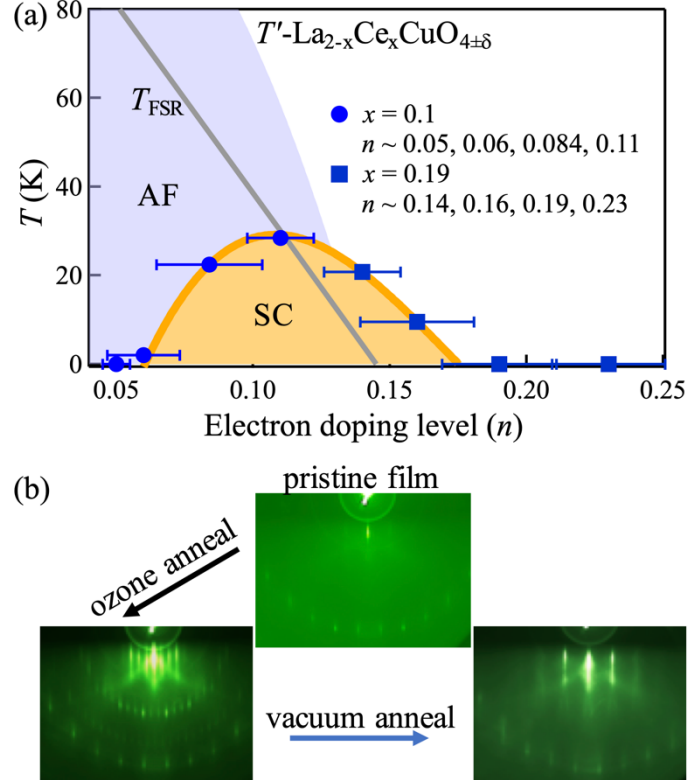 (a)
80
T′-La2-xCexCuO4±δ
60
TFSR
x = 0.1
n ~ 0.05, 0.06, 0.084, 0.11
x = 0.19
n ~ 0.14, 0.16, 0.19, 0.23
T (K)
40
AF
20
SC
0
0.05 0.10 0.15 0.20 0.25
Electron doping level (n)
(b)
pristine film
ozone anneal
vacuum anneal